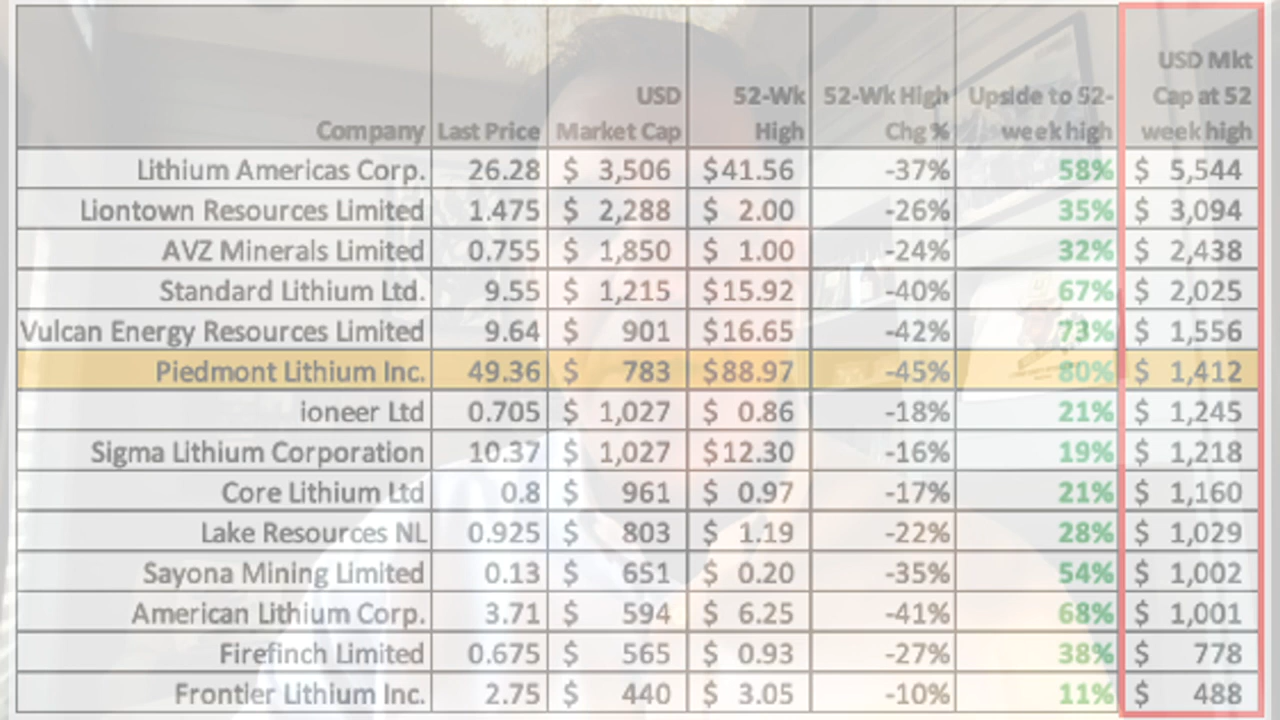 Company Last Price USD Market Cap 52-Wk High 52-Wk High Chg % Upside to 52-week high USD Mkt Cap at 52 week high
Lithium Americas Corp. 26.28 $ 3,506 $41.56 -37% 58% $ 5,544
Liontown Resources Limited 1.475 $ 2,288 $ 2.00 -26% 35% $ 3,094
AVZ Minerals Limited 0.755 $ 1,850 $ 1.00 -24% 32% $ 2,438
Standard Lithium Ltd. 9.55 $ 1,215 $15.92 -40% 67% $ 2,025
Vulcan Energy Resources Limited 9.64 $ 901 $16.65 -42% 73% $ 1,556
Piedmont Lithium Inc. 49.36 $ 783 $88.97 -45% 80% $ 1,412
ioneer Ltd 0.705 $ 1,027 $ 0.86 -18% 21% $ 1,245
Sigma Lithium Corporation 10.37 $ 1,027 $12.30 -16% 19% $ 1,218
Core Lithium Ltd 0.8 $ 961 $ 0.97 -17% 21% $ 1,160
Lake Resources NL 0.925 $ 803 $ 1.19 -22% 28% $ 1,029
Sayona Mining Limited 0.13 $ 651 $ 0.20 -35% 54% $ 1,002
American Lithium Corp. 3.71 $ 594 $ 6.25 -41% 68% $ 1,001
Firefinch Limited 0.675 $ 565 $ 0.93 -27% 38% $ 778
Frontier Lithium Inc. 2.75 $ 440 $ 3.05 -10% 11% $ 488